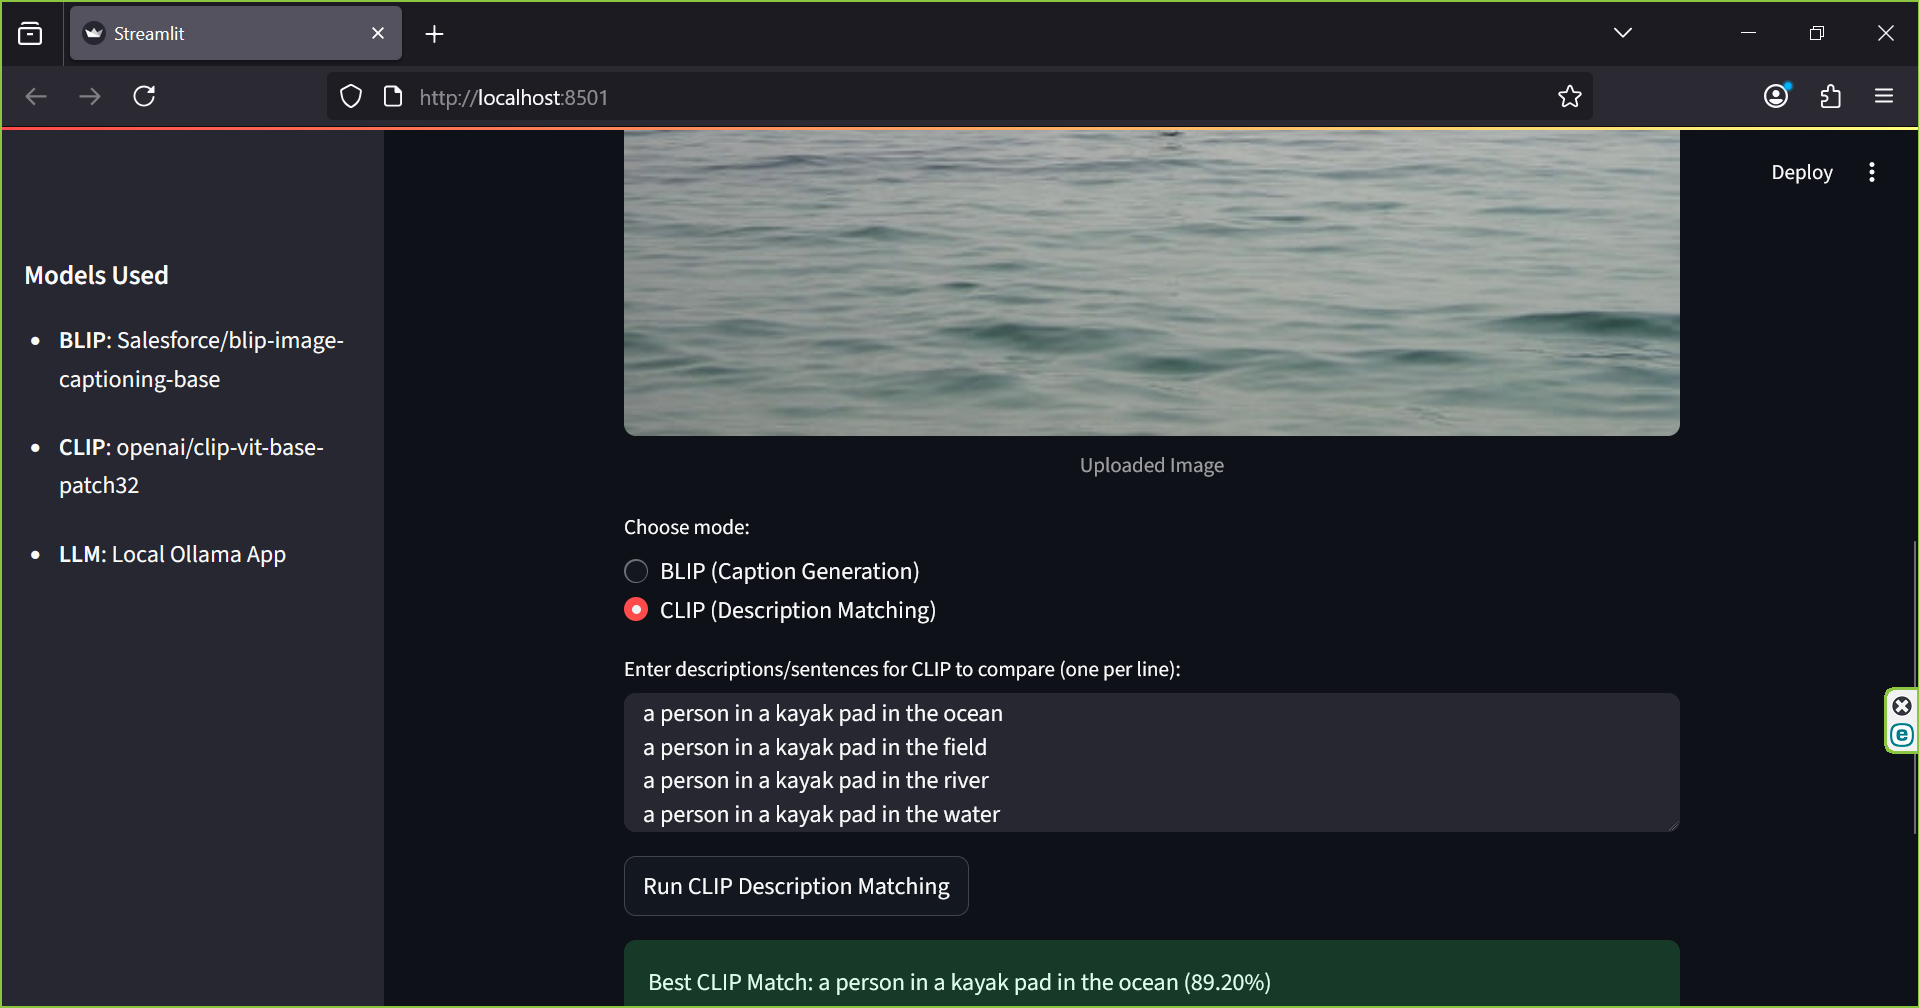 Streamlit
http://localhost:8501
Deploy
Models Used
BLIP: Salesforce/blip-image-
captioning-base
CLIP: openai/clip-vit-base-
patch32
LLM: Local Ollama App
Uploaded Image
Choose mode:
BLIP (Caption Generation)
CLIP (Description Matching)
Enter descriptions/sentences for CLIP to compare (one per line):
a person in a kayak pad in the ocean
a person in a kayak pad in the field
a person in a kayak pad in the river
a person in a kayak pad in the water
Run CLIP Description Matching
Best CLIP Match: a person in a kayak pad in the ocean (89.20%)
e